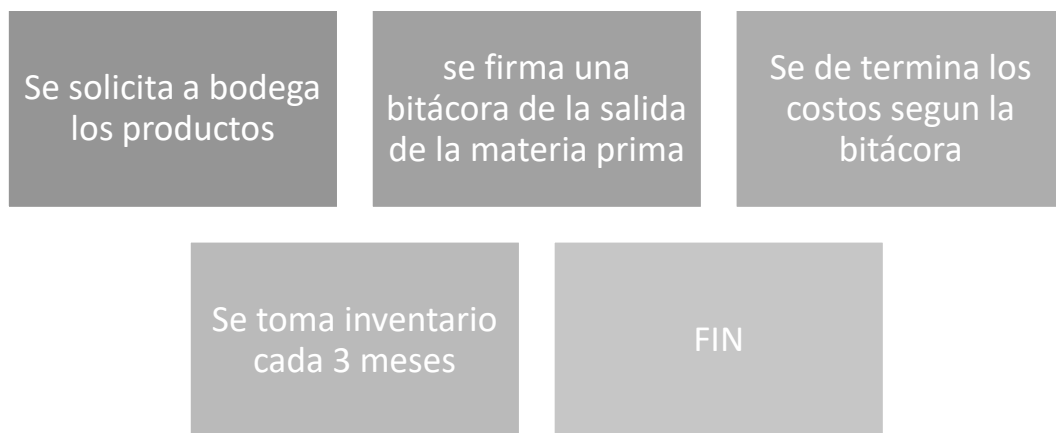 Se solicita a bodega
los productos
se firma una
bitácora de la salida
de la materia prima
Se de termina los
costos segun la
bitácora
Se toma inventario
cada 3 meses
FIN